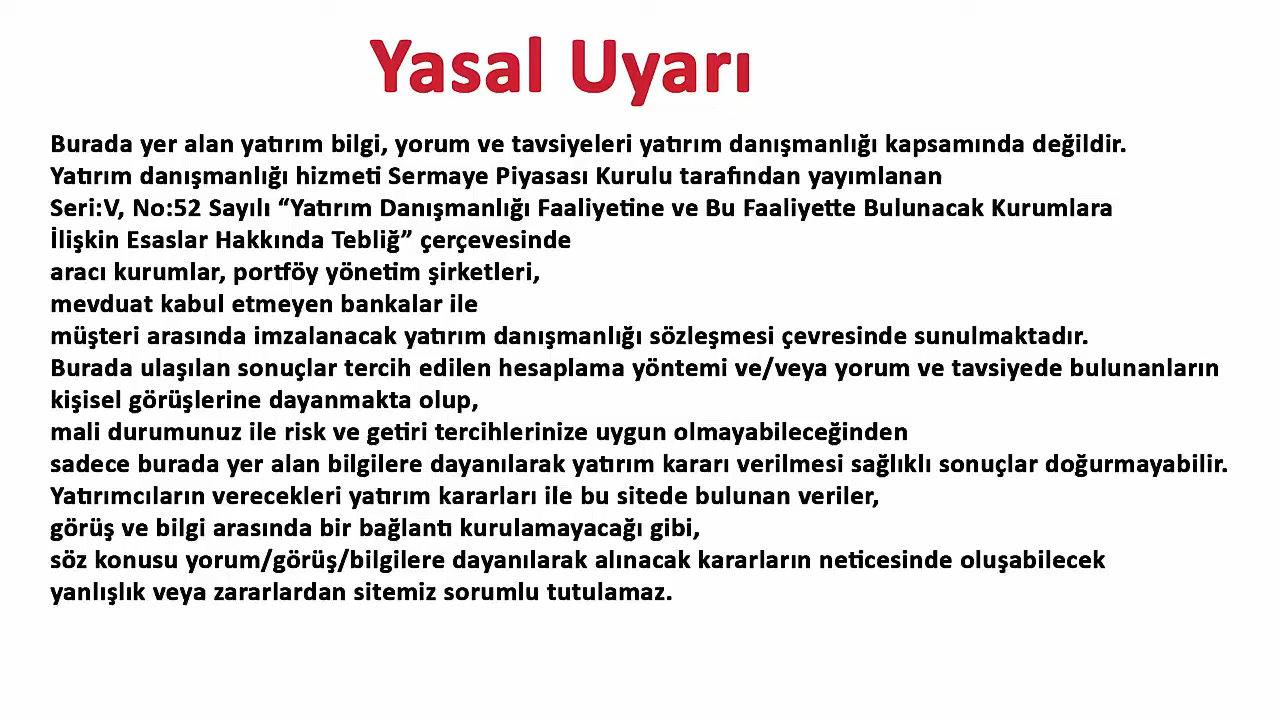 Yasal Uyarı
Burada yer alan yatırım bilgi, yorum ve tavsiyeleri yatırım danışmanlığı kapsamında değildir.
Yatırım danışmanlığı hizmeti Sermaye Piyasası Kurulu tarafından yayımlanan
Seri:V, No:52 Sayılı “Yatırım Danışmanlığı Faaliyetine ve Bu Faaliyette Bulunacak Kurumlara
İlişkin Esaslar Hakkında Tebliğ” çerçevesinde
aracı kurumlar, portföy yönetim şirketleri,
mevduat kabul etmeyen bankalar ile
müşteri arasında imzalanacak yatırım danışmanlığı sözleşmesi çevresinde sunulmaktadır.
Burada ulaşılan sonuçlar tercih edilen hesaplama yöntemi ve/veya yorum ve tavsiyede bulunanların
kişisel görüşlerine dayanmakta olup,
mali durumunuz ile risk ve getiri tercihlerinize uygun olmayabileceğinden
sadece burada yer alan bilgilere dayanılarak yatırım kararı verilmesi sağlıklı sonuçlar doğurmayabilir.
Yatırımcıların verecekleri yatırım kararları ile bu sitede bulunan veriler,
görüş ve bilgi arasında bir bağlantı kurulamayacağı gibi,
söz konusu yorum/görüş/bilgilere dayanılarak alınacak kararların neticesinde oluşabilecek
yanlışlık veya zararlardan sitemiz sorumlu tutulamaz.